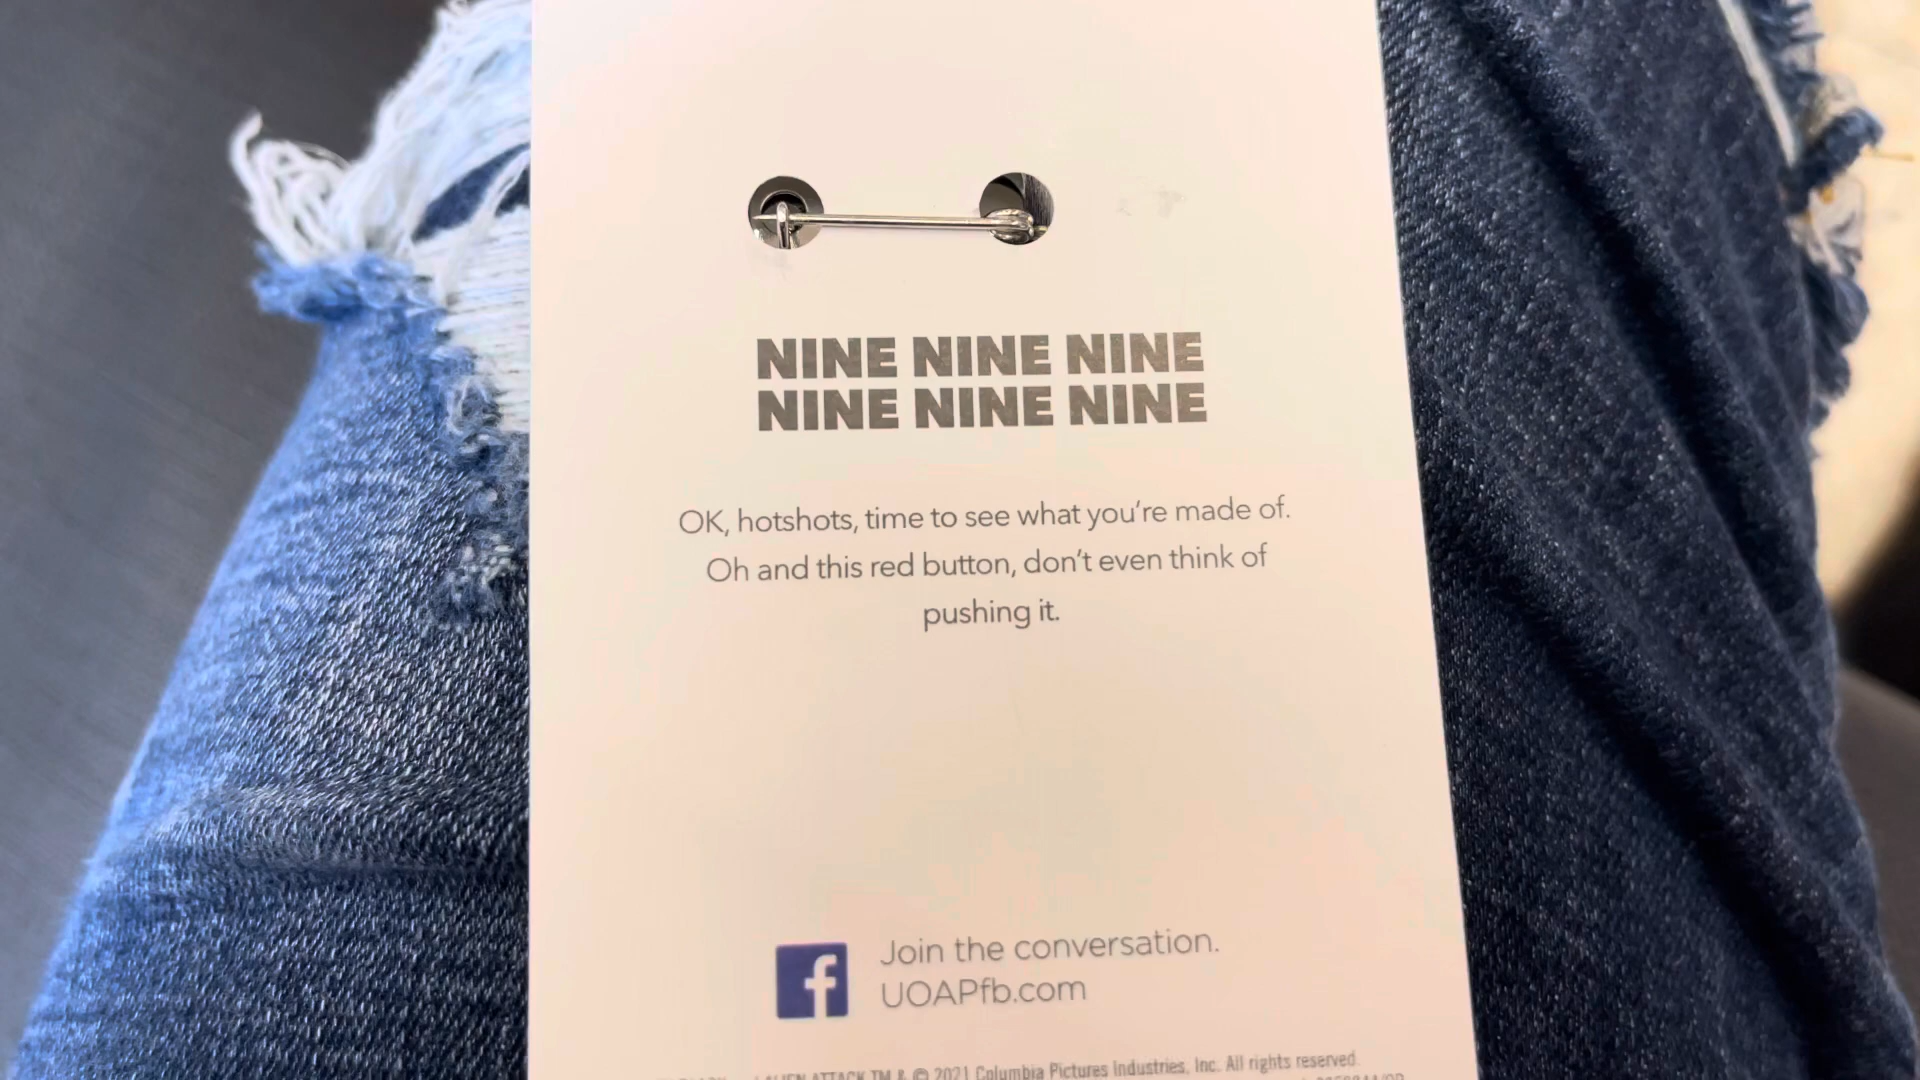 NINE NINE NINE
NINE NINE NINE
OK, hotshots, time to see what you're made of.
Oh and this red button, don't even think of
pushing it.
f
Join the conversation.
UOAPfb.com
ALIEN ATTACK TM & © 2021 Columbia Pictures Industries, Inc. All rights reserved.